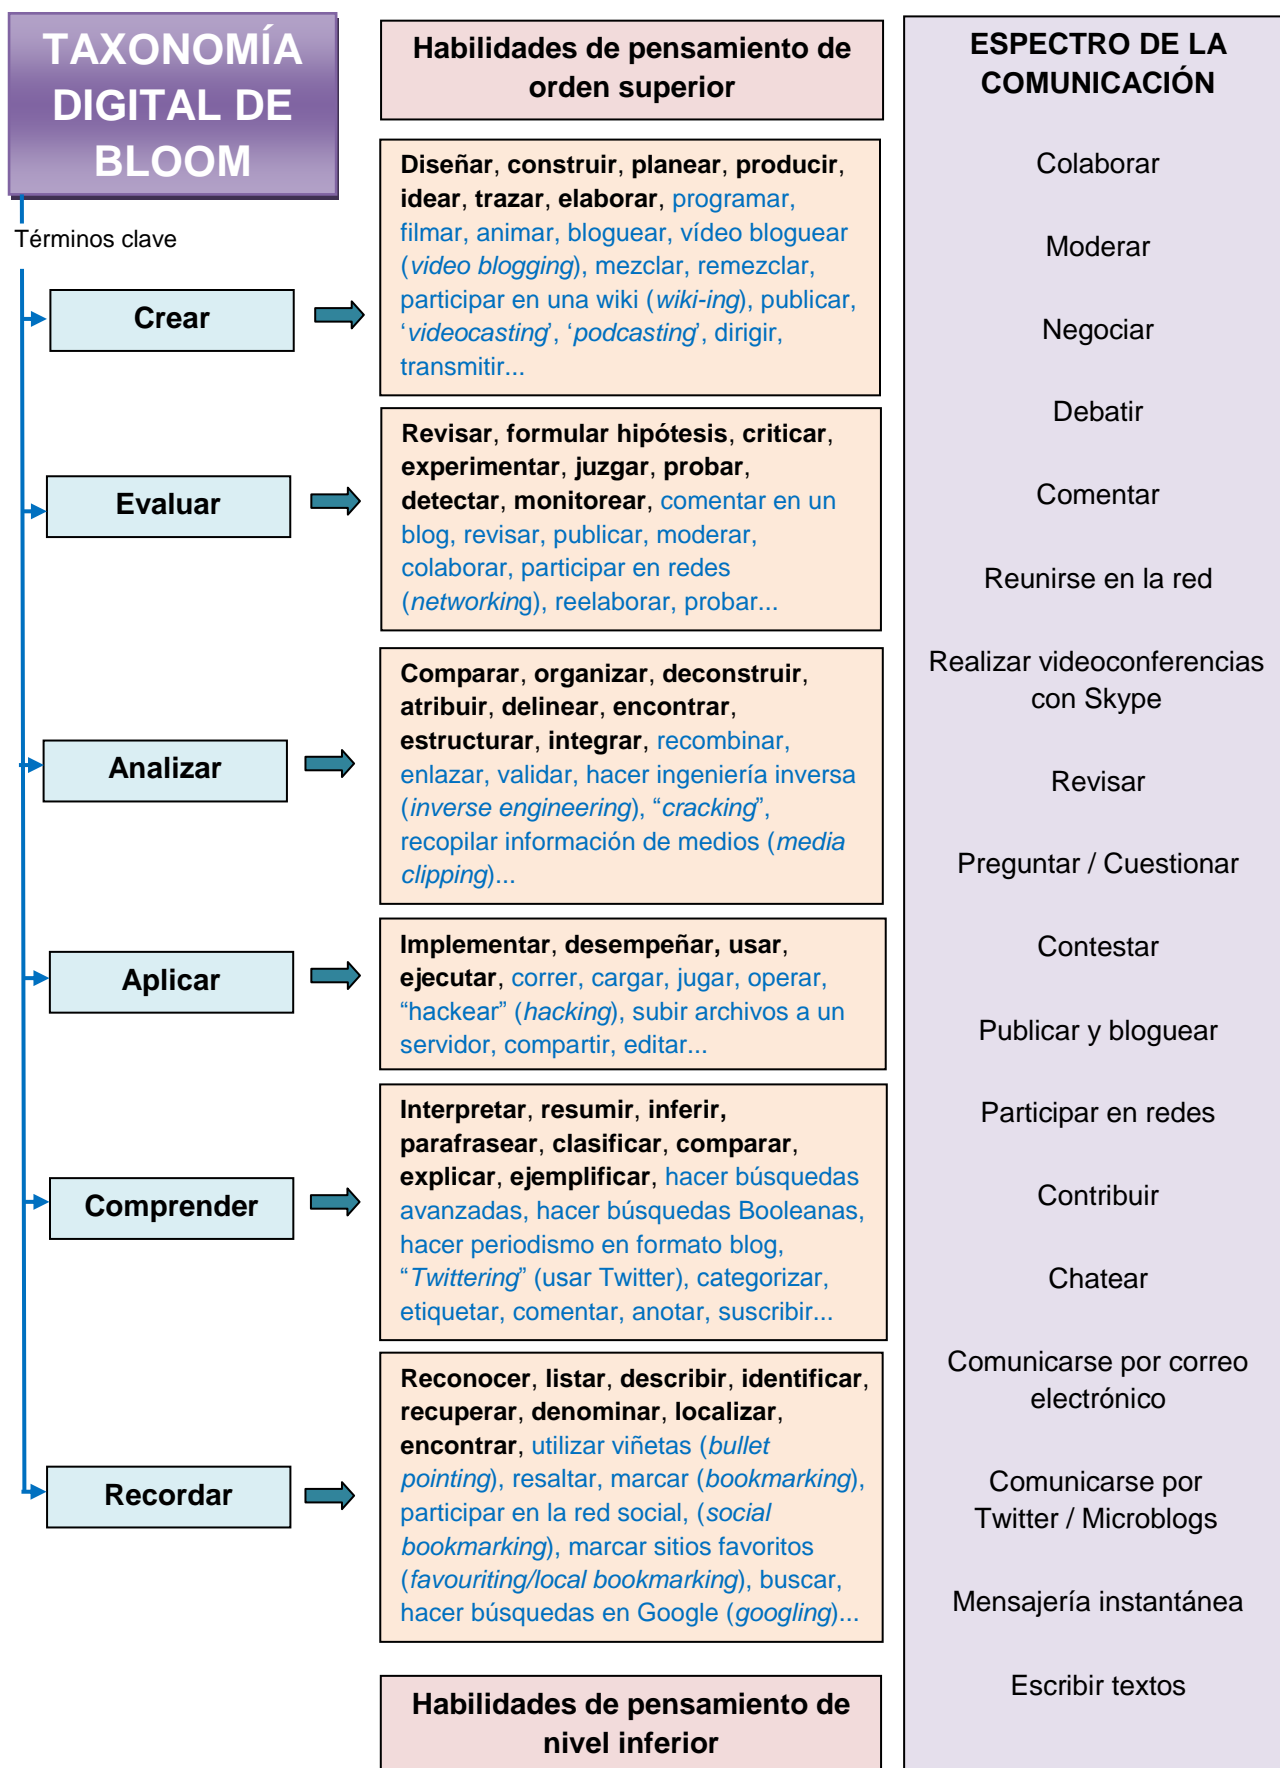 TAXONOMÍA
DIGITAL DE
BLOOM
Términos clave
Habilidades de pensamiento de
orden superior
Crear
Diseñar, construir, planear, producir,
idear, trazar, elaborar, programar,
filmar, animar, bloguear, vídeo bloguear
(video blogging), mezclar, remezclar,
participar en una wiki (wiki-ing), publicar,
‘videocasting’, ‘podcasting’, dirigir,
transmitir...
Evaluar
Revisar, formular hipótesis, criticar,
experimentar, juzgar, probar,
detectar, monitorear, comentar en un
blog, revisar, publicar, moderar,
colaborar, participar en redes
(networking), reelaborar, probar...
Analizar
Comparar, organizar, deconstruir,
atribuir, delinear, encontrar,
estructurar, integrar, recombinar,
enlazar, validar, hacer ingeniería inversa
(inverse engineering), “cracking”,
recopilar información de medios (media
clipping)...
Aplicar
Implementar, desempeñar, usar,
ejecutar, correr, cargar, jugar, operar,
“hackear” (hacking), subir archivos a un
servidor, compartir, editar...
Comprender
Interpretar, resumir, inferir,
parafrasear, clasificar, comparar,
explicar, ejemplificar, hacer búsquedas
avanzadas, hacer búsquedas Booleanas,
hacer periodismo en formato blog,
“Twittering” (usar Twitter), categorizar,
etiquetar, comentar, anotar, suscribir...
Recordar
Reconocer, listar, describir, identificar,
recuperar, denominar, localizar,
encontrar, utilizar viñetas (bullet
pointing), resaltar, marcar (bookmarking),
participar en la red social, (social
bookmarking), marcar sitios favoritos
(favouriting/local bookmarking), buscar,
hacer búsquedas en Google (googling)...
Habilidades de pensamiento de
nivel inferior
ESPECTRO DE LA
COMUNICACIÓN
Colaborar
Moderar
Negociar
Debatir
Comentar
Reunirse en la red
Realizar videoconferencias
con Skype
Revisar
Preguntar / Cuestionar
Contestar
Publicar y bloguear
Participar en redes
Contribuir
Chatear
Comunicarse por correo
electrónico
Comunicarse por
Twitter / Microblogs
Mensajería instantánea
Escribir textos